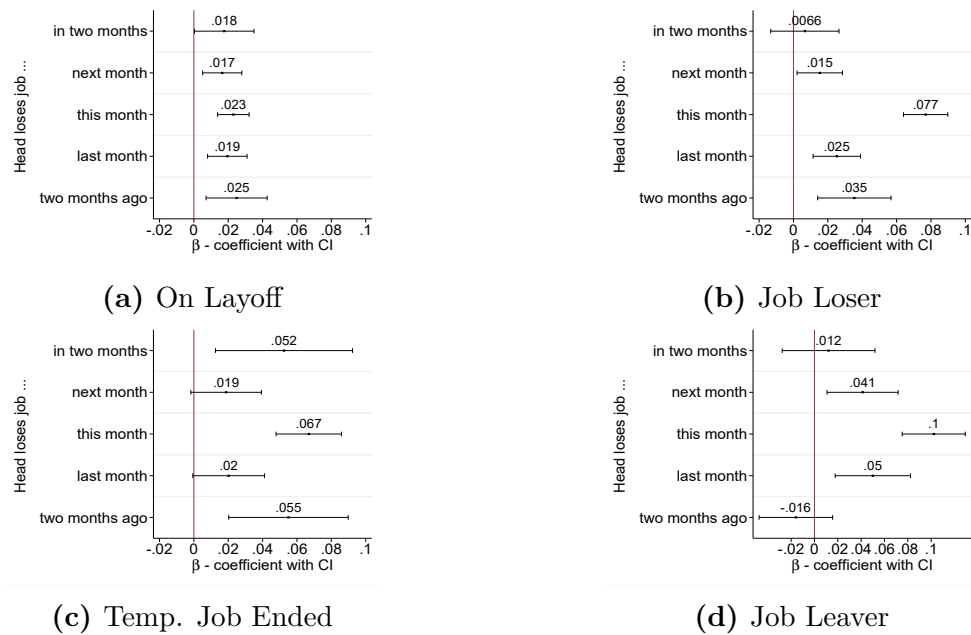 Head loses job ...
in two months
next month
this month
last month
two months ago
.018
.017
.023
.019
.025
-.02 0 .02 .04 .06 .08 .1
β - coefficient with CI
(a) On Layoff
Head loses job ...
in two months
next month
this month
last month
two months ago
.0066
.015
.077
.025
.035
-.02 0 .02 .04 .06 .08 .1
β - coefficient with CI
(b) Job Loser
Head loses job ...
in two months
next month
this month
last month
two months ago
.052
.019
.067
.02
.055
-.02 0 .02 .04 .06 .08 .1
β - coefficient with CI
(c) Temp. Job Ended
Head loses job ...
in two months
next month
this month
last month
two months ago
.012
.041
.1
.05
-.016
-.02 0 .02 .04 .06 .08 .1
β - coefficient with CI
(d) Job Leaver